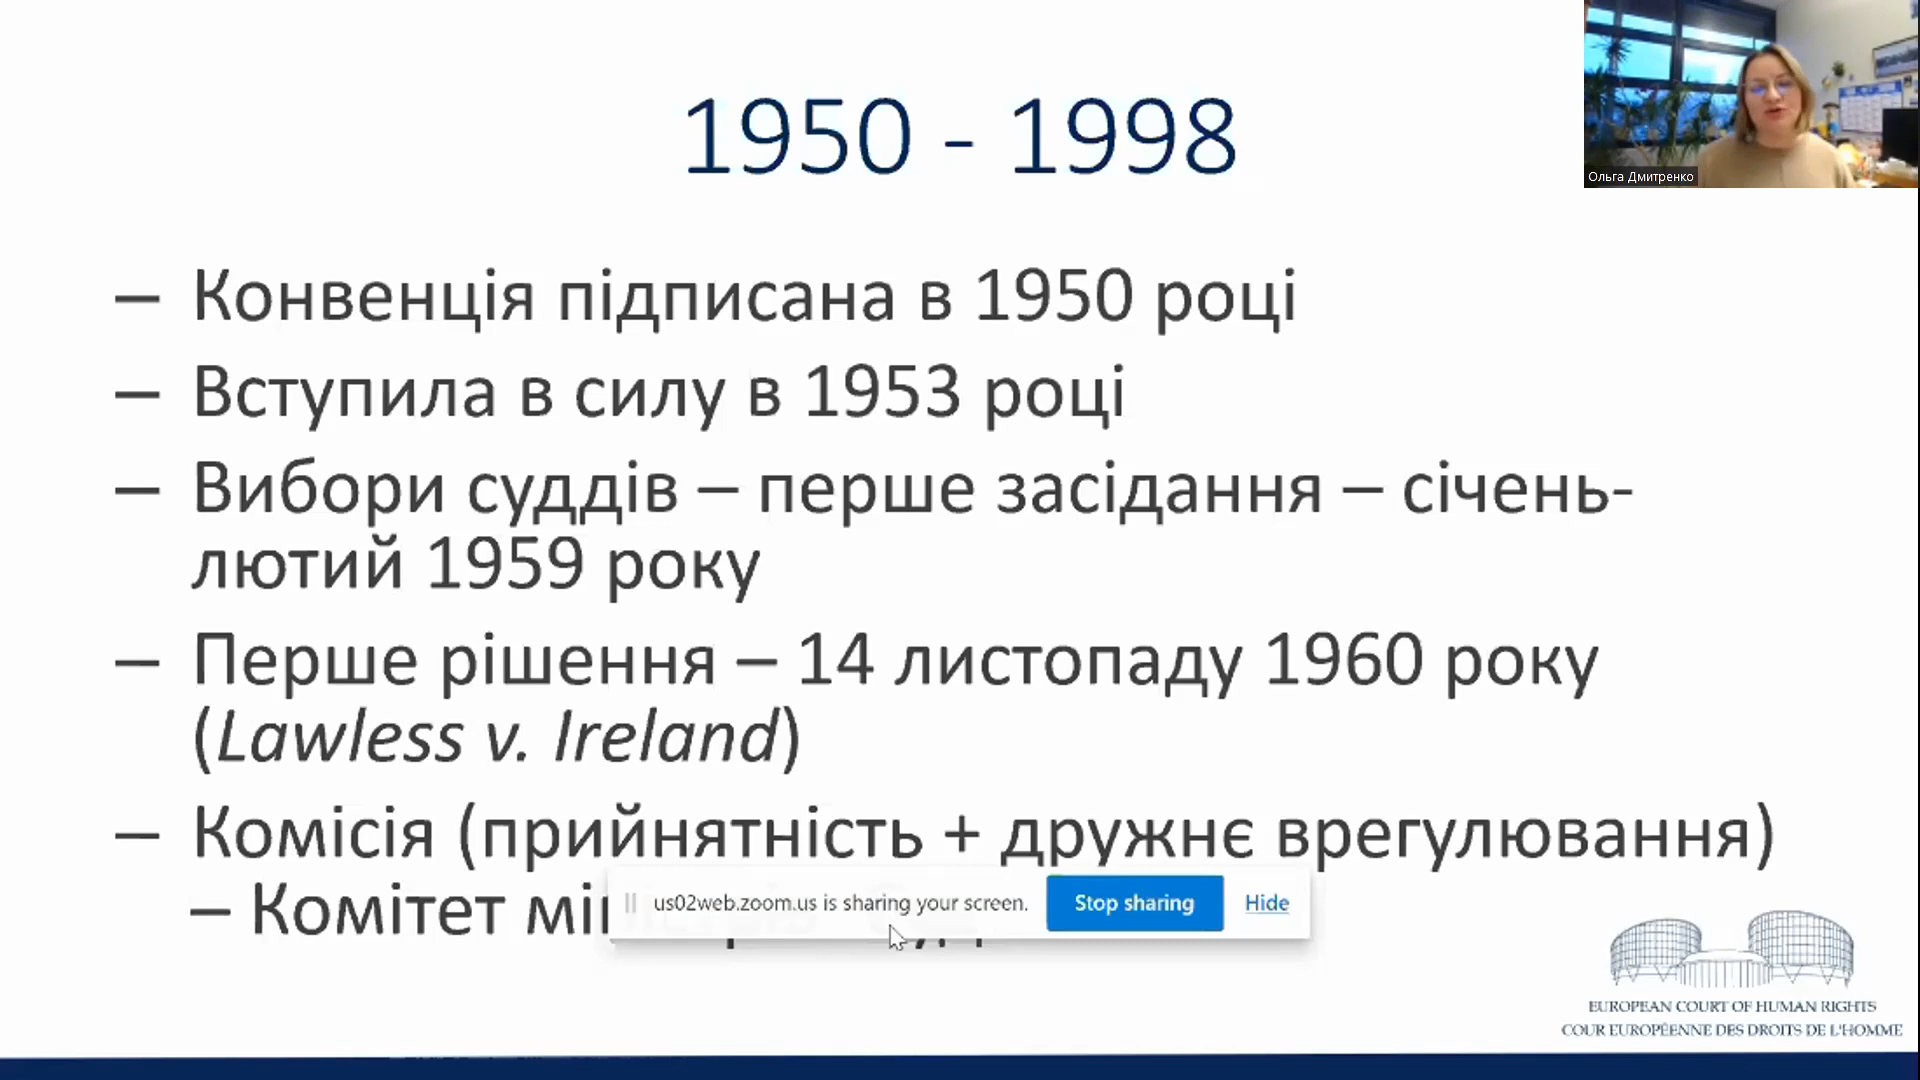 1950 - 1998
Ольга Дмитренко
– Конвенція підписана в 1950 році
– Вступила в силу в 1953 році
– Вибори суддів – перше засідання – січень-
лютий 1959 року
– Перше рішення – 14 листопаду 1960 року
(Lawless v. Ireland)
– Комісія (прийнятність + дружнє врегулювання)
– Комітет
us02web.zoom.us is sharing your screen.
Stop sharing
Hide
EUROPEAN COURT OF HUMAN RIGHTS
COUR EUROPÉENNE DES DROITS DE L'HOMME